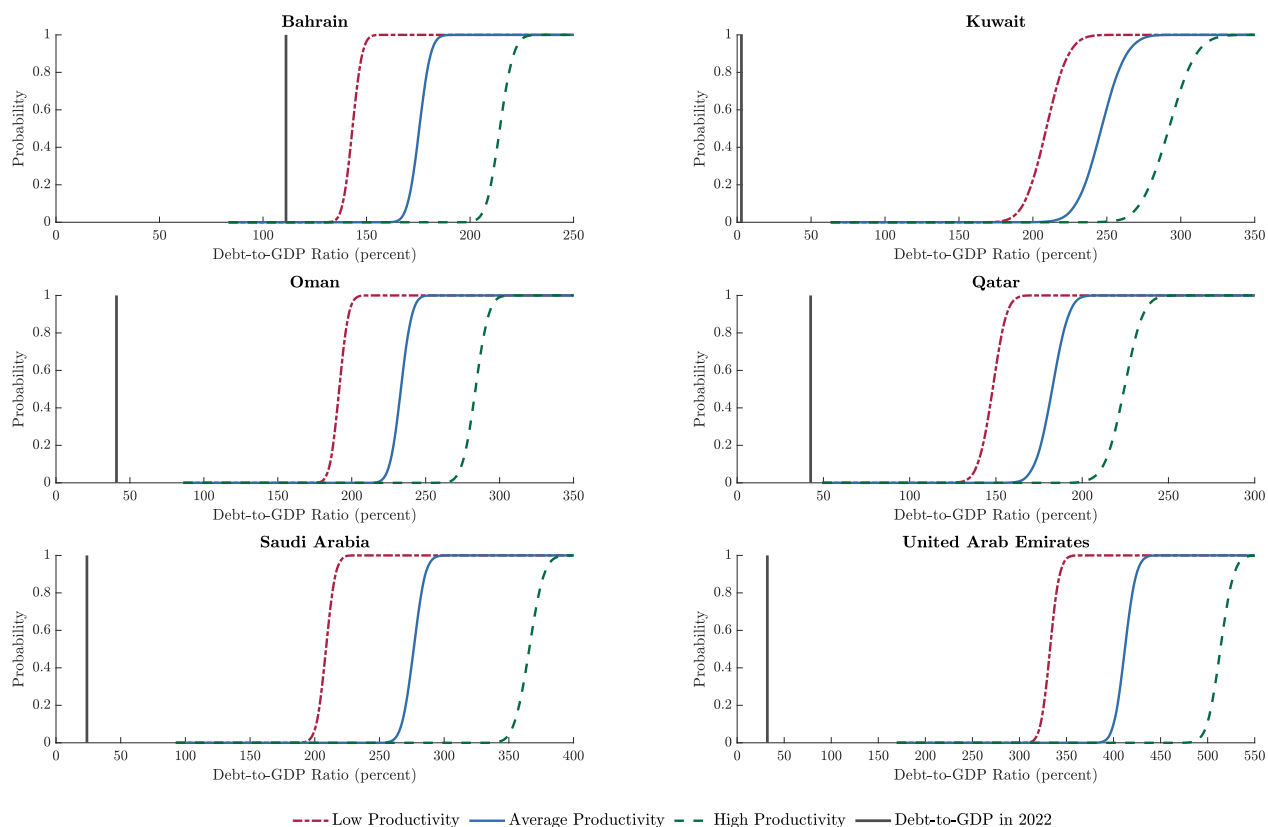 Bahrain
Probability
1
0.8
0.6
0.4
0.2
0
0 50 100 150 200 250
Debt-to-GDP Ratio (percent)
Kuwait
Probability
1
0.8
0.6
0.4
0.2
0
0 50 100 150 200 250 300 350
Debt-to-GDP Ratio (percent)
Oman
Probability
1
0.8
0.6
0.4
0.2
0
0 50 100 150 200 250 300 350
Debt-to-GDP Ratio (percent)
Qatar
Probability
1
0.8
0.6
0.4
0.2
0
0 50 100 150 200 250 300
Debt-to-GDP Ratio (percent)
Saudi Arabia
Probability
1
0.8
0.6
0.4
0.2
0
0 50 100 150 200 250 300 350 400
Debt-to-GDP Ratio (percent)
United Arab Emirates
Probability
1
0.8
0.6
0.4
0.2
0
0 50 100 150 200 250 300 350 400 450 500 550
Debt-to-GDP Ratio (percent)
Low Productivity Average Productivity High Productivity Debt-to-GDP in 2022